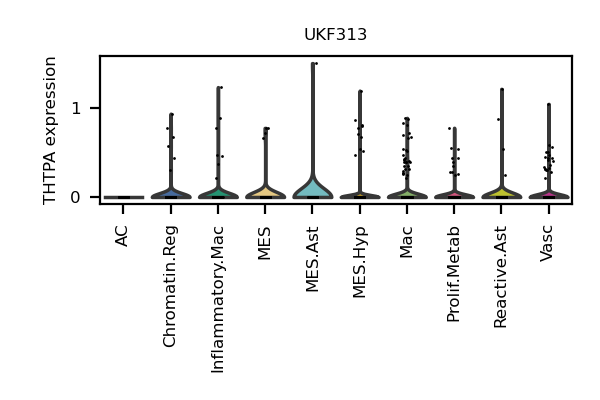 UKF313
THTPA expression
1
0
AC
Chromatin.Reg
Inflammatory.Mac
MES
MES.Ast
MES.Hyp
Mac
Prolif.Metab
Reactive.Ast
Vasc